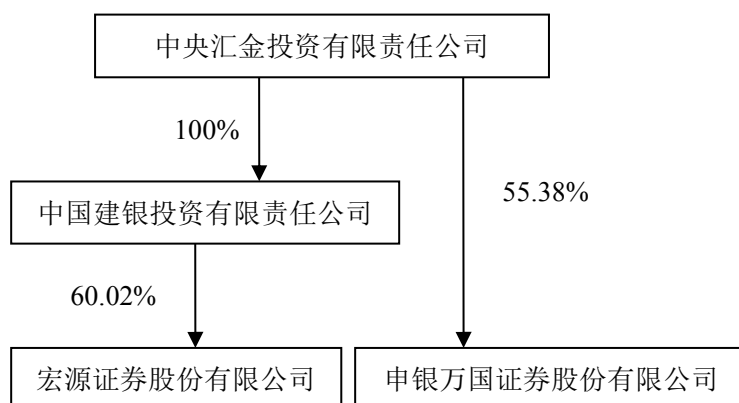 中央汇金投资有限责任公司
100%
55.38%
中国建银投资有限责任公司
60.02%
宏源证券股份有限公司
申银万国证券股份有限公司